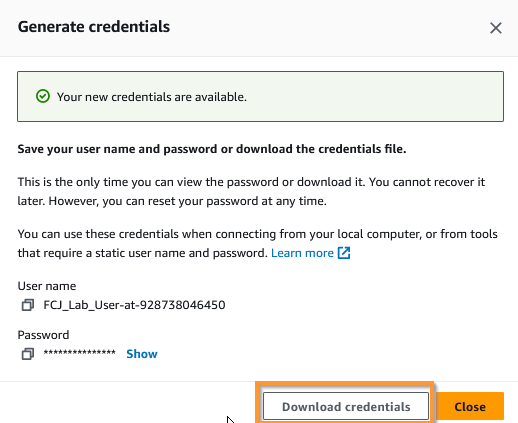 Generate credentials
Your new credentials are available.
Save your user name and password or download the credentials file.
This is the only time you can view the password or download it. You cannot recover it
later. However, you can reset your password at any time.
You can use these credentials when connecting from your local computer, or from tools
that require a static user name and password. Learn more
User name
FCJ_Lab_User-at-928738046450
Password
*************** Show
Download credentials Close